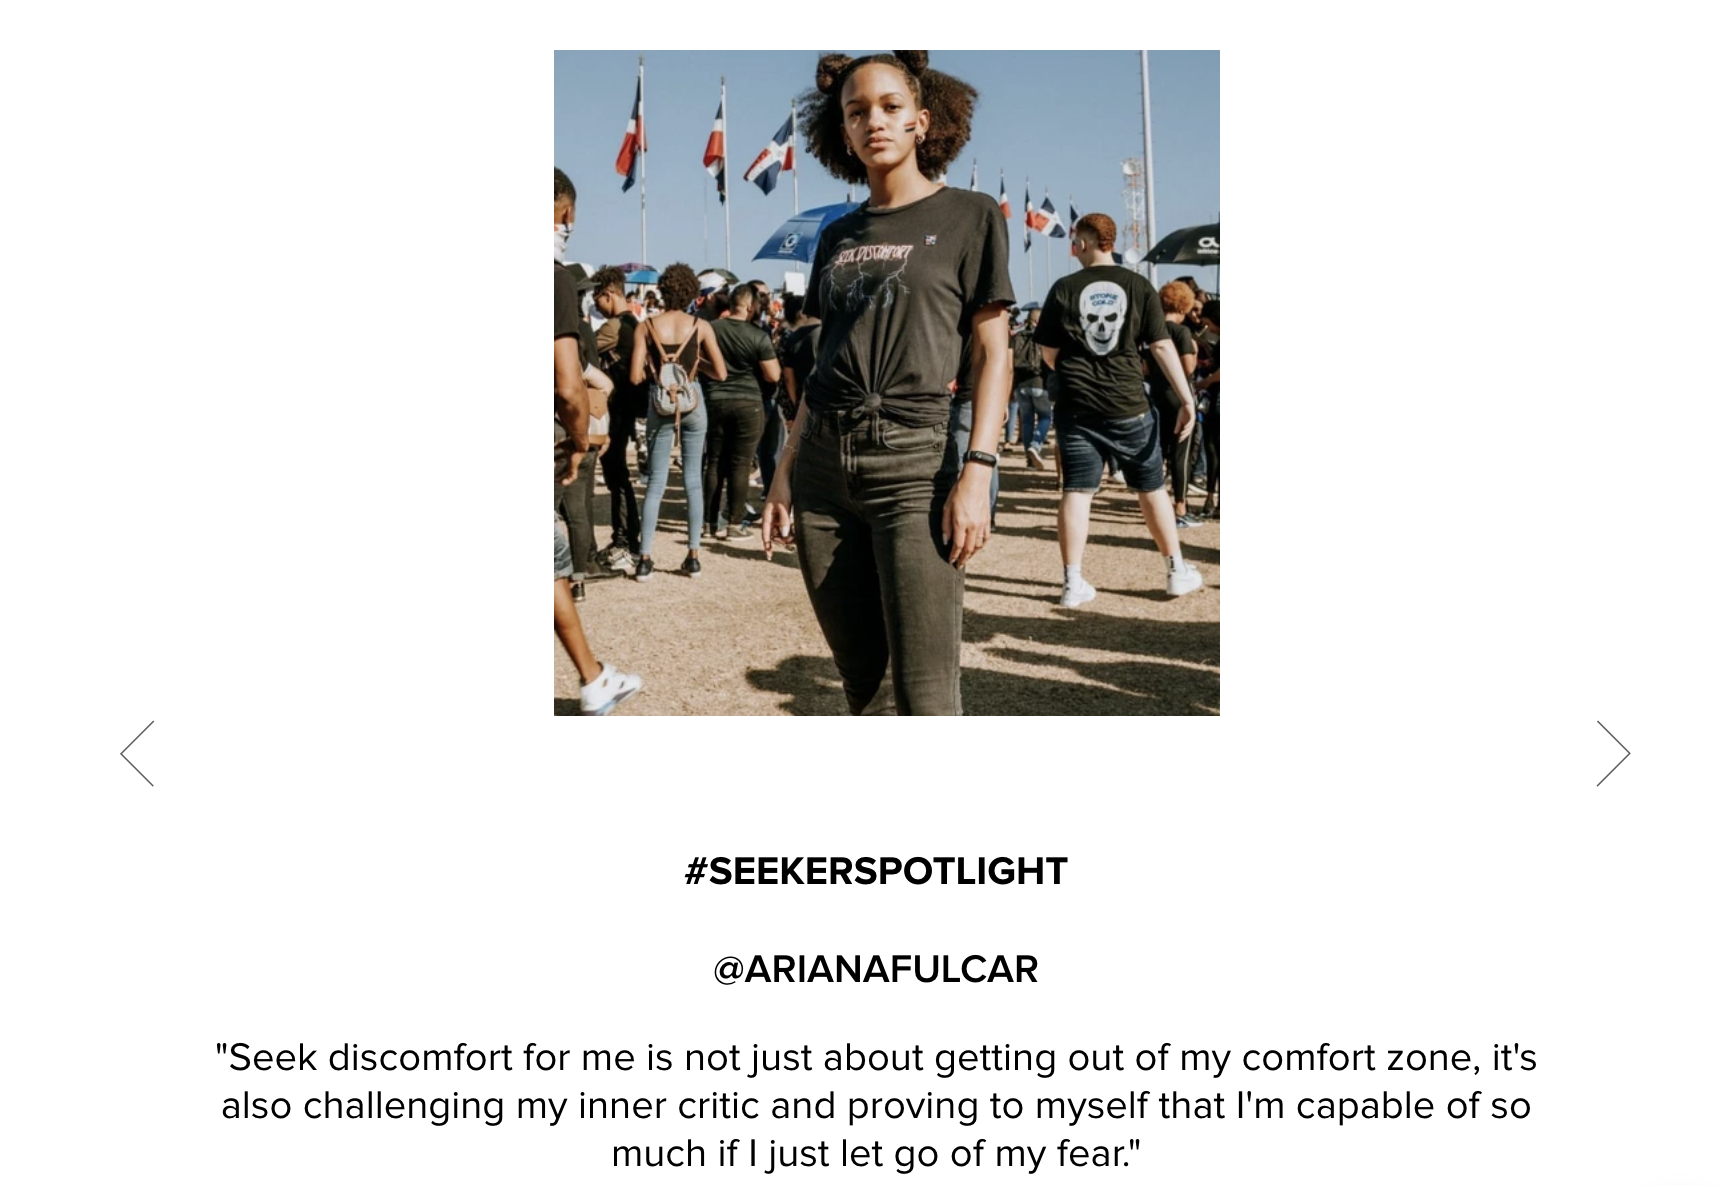 SEEK DISCOMFORT
STONE
COLD
#SEEKERSPOTLIGHT
@ARIANAFULCAR
"Seek discomfort for me is not just about getting out of my comfort zone, it's
also challenging my inner critic and proving to myself that I'm capable of so
much if I just let go of my fear."